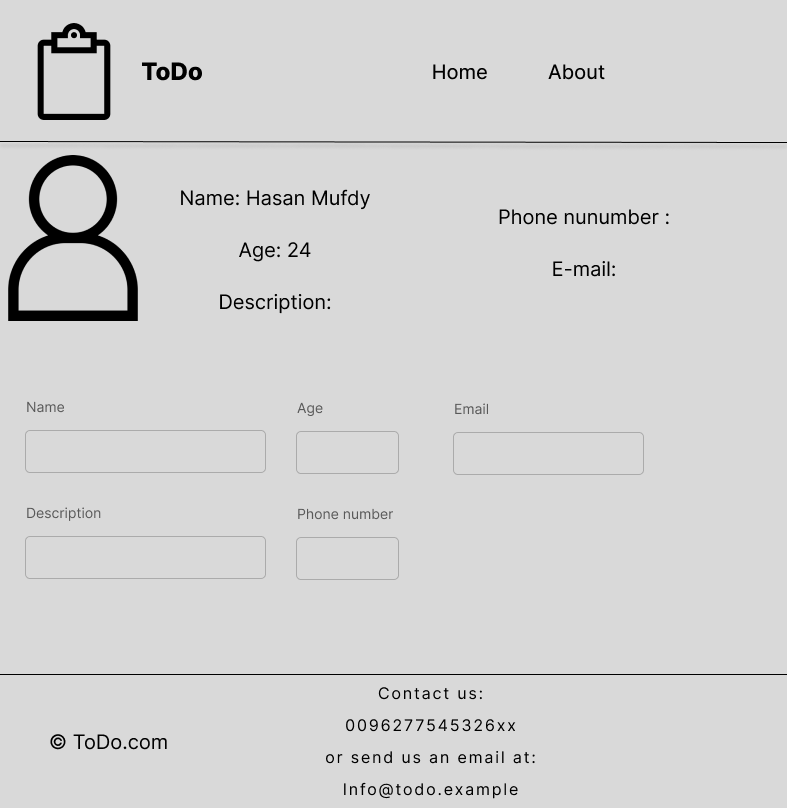 ToDo
Home
About
Name: Hasan Mufdy
Age: 24
Description:
Phone nunumber :
E-mail:
Name
Age
Email
Description
Phone number
© ToDo.com
Contact us:
0096277545326xx
or send us an email at:
Info@todo.example